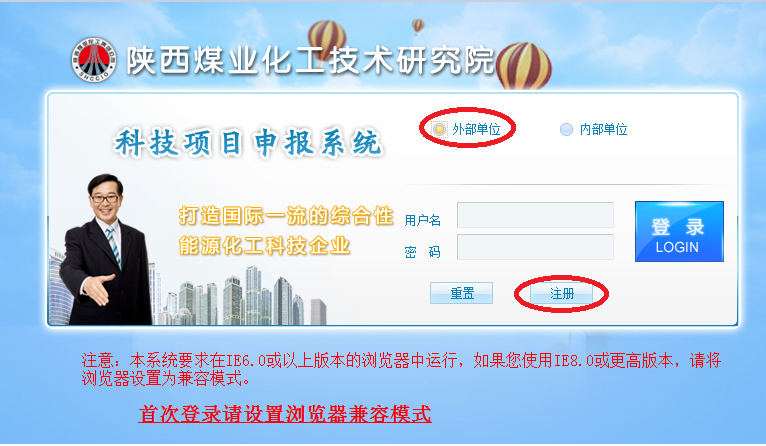 陕西煤业化工技术研究院
科技项目申报系统
外部单位
内部单位
打造国际一流的综合性
能源化工科技企业
用户名
密 码
登 录
LOGIN
重置
注册
注意：本系统要求在IE6.0或以上版本的浏览器中运行，如果您使用IE8.0或更高版本，请将
浏览器设置为兼容模式。
首次登录请设置浏览器兼容模式